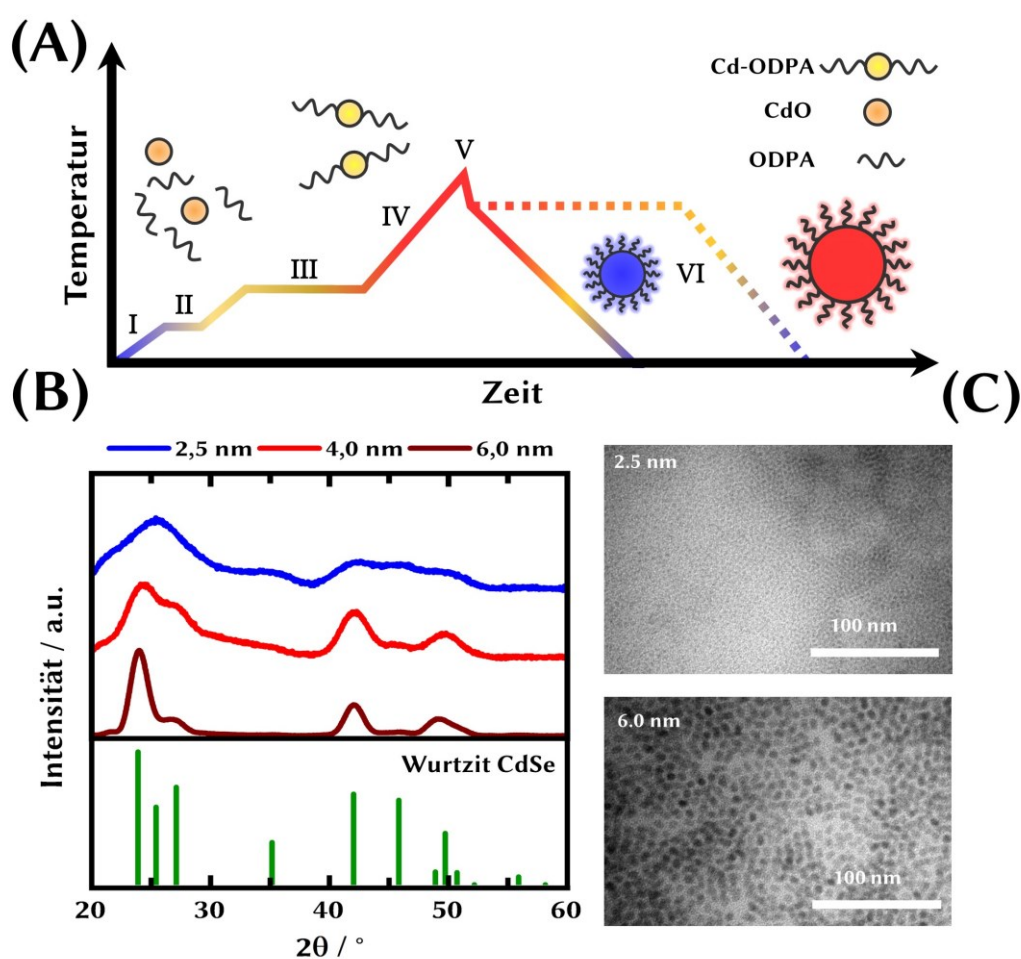 (A)
Temperatur
I
II
III
IV
V
VI
Cd-ODPA
CdO
ODPA
Zeit
(B)
2,5 nm 4,0 nm 6,0 nm
Intensität / a.u.
Wurtzit CdSe
20 30 40 50 60
2θ / °
(C)
2.5 nm
100 nm
6.0 nm
100 nm